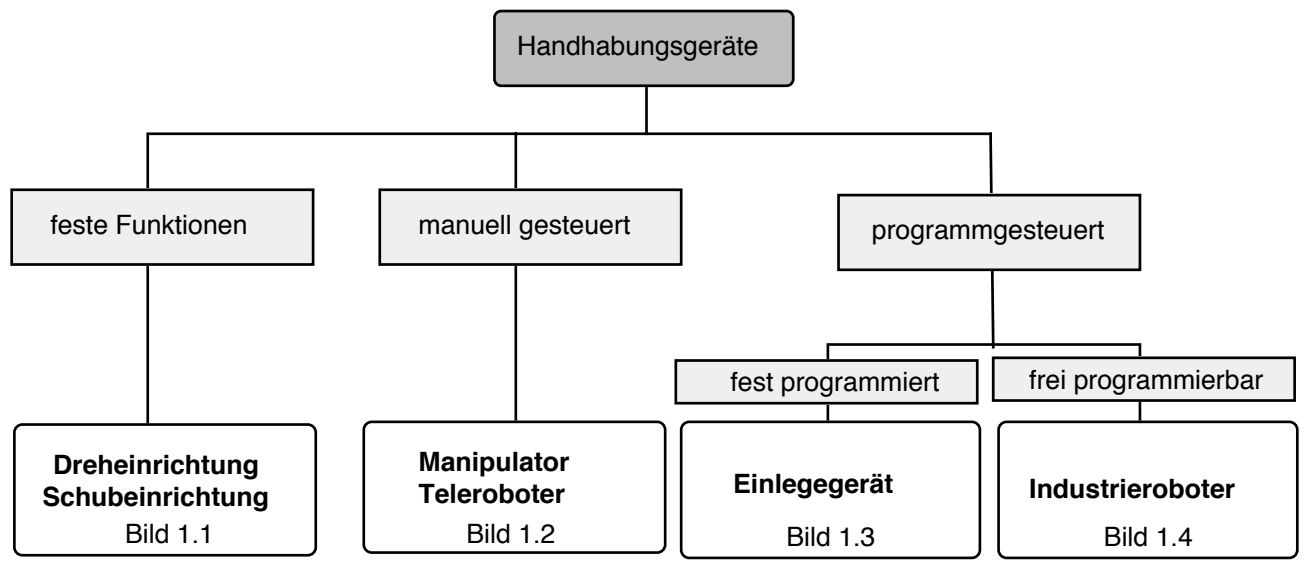 Handhabungsgeräte
feste Funktionen
manuell gesteuert
programmgesteuert
fest programmiert
frei programmierbar
Dreheinrichtung
Schubeinrichtung
Bild 1.1
Manipulator
Teleroboter
Bild 1.2
Einlegegerät
Bild 1.3
Industrieroboter
Bild 1.4